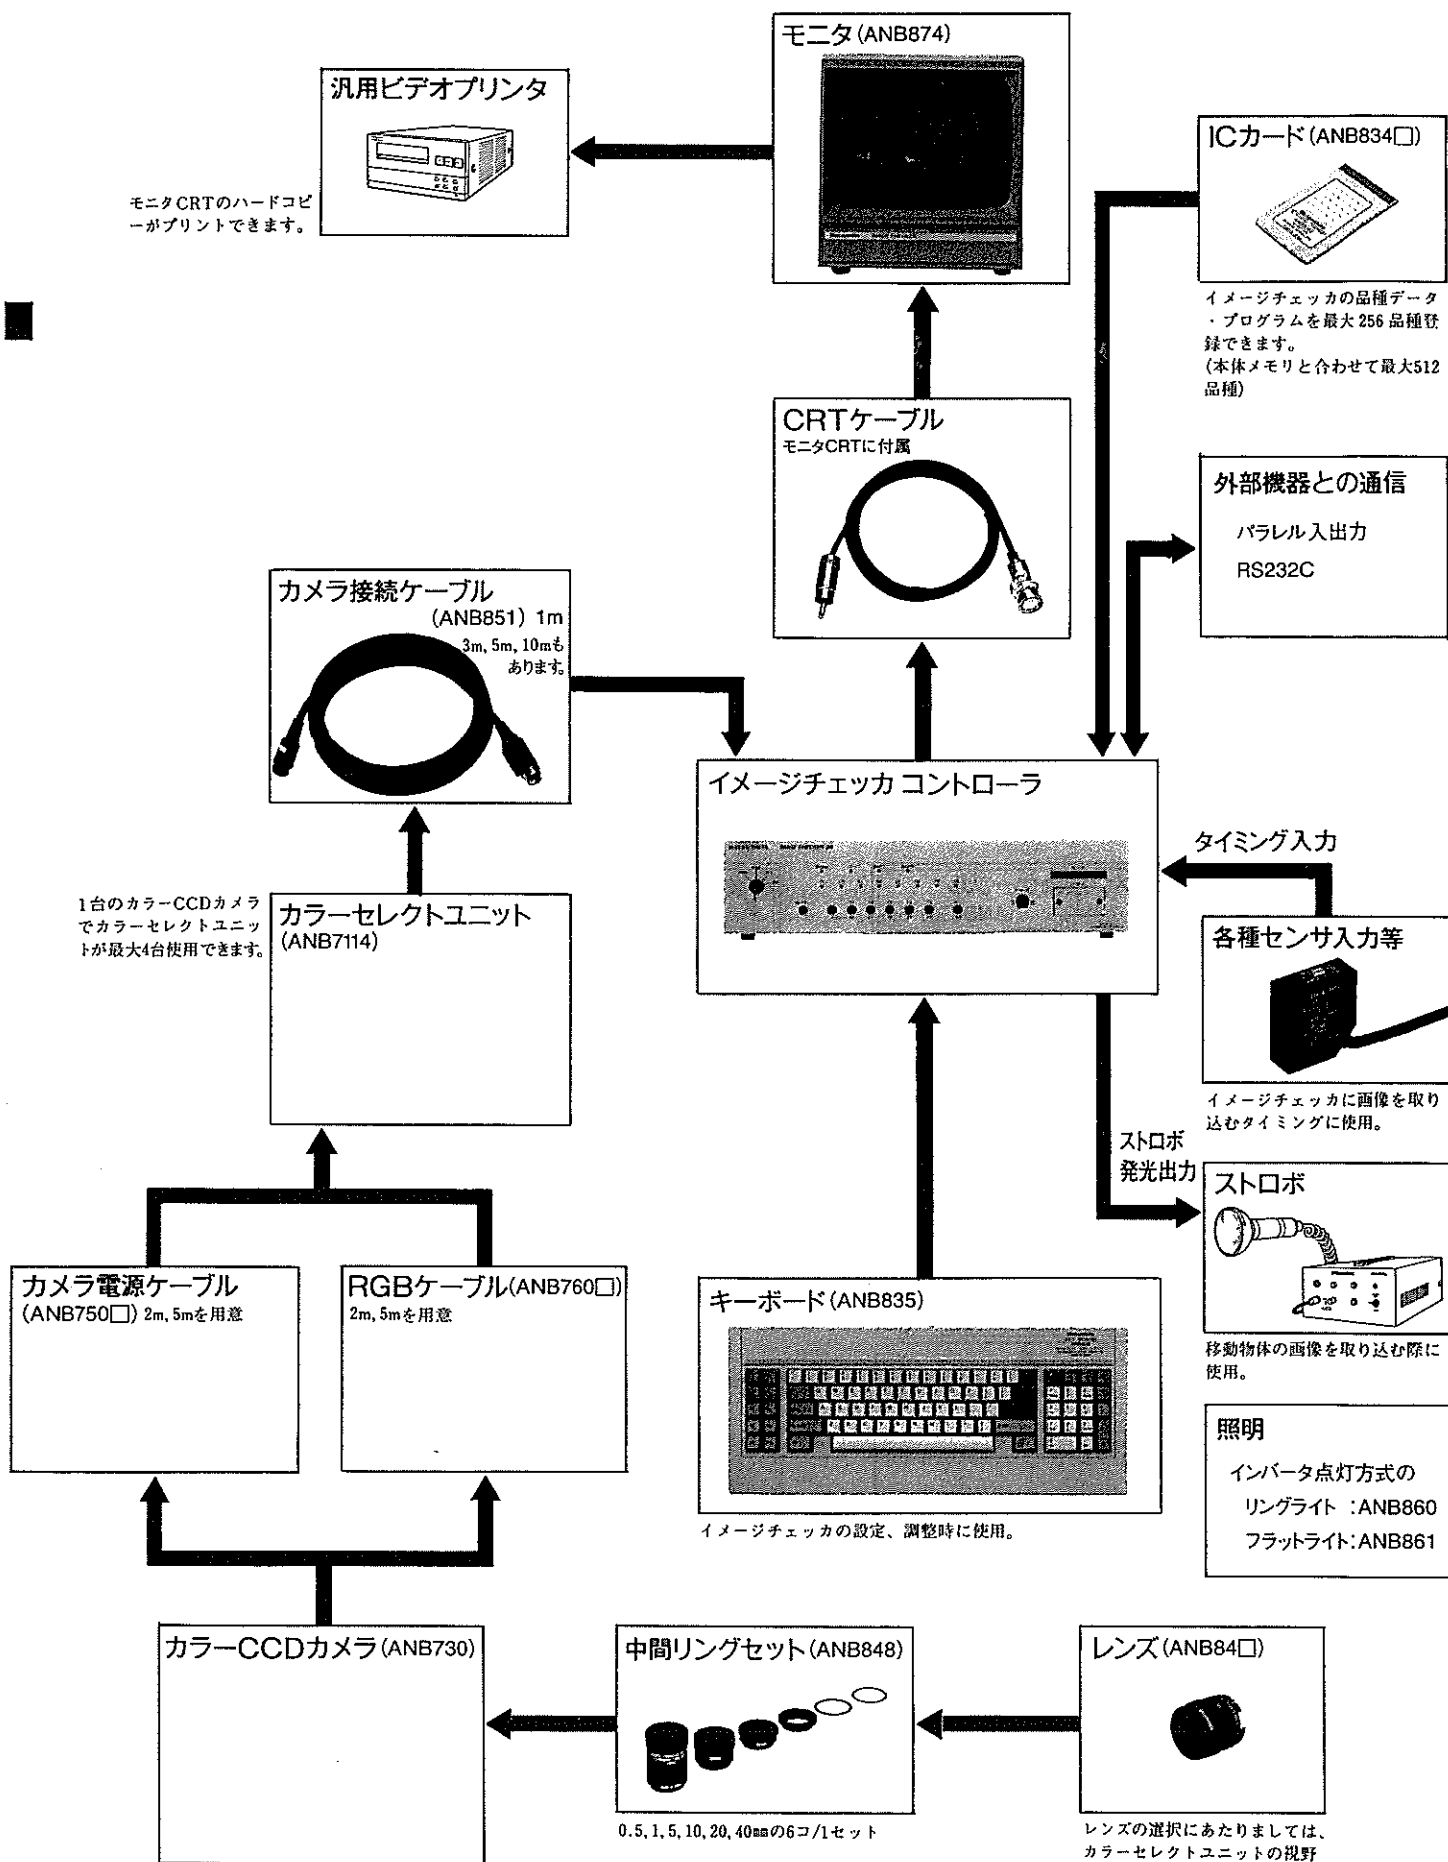 モニタ(ANB874)
汎用ビデオプリンタ
モニタCRTのハードコピ
ーがプリントできます。
ICカード(ANB834□)
イメージチェッカの品種データ
・プログラムを最大256品種登
録できます。
(本体メモリと合わせて最大512
品種)
CRTケーブル
モニタCRTに付属
外部機器との通信
パラレル入出力
RS232C
カメラ接続ケーブル
(ANB851) 1m
3m, 5m, 10mも
あります。
イメージチェッカ コントローラ
タイミング入力
1台のカラーCCDカメラ
でカラーセレクトユニッ
トが最大4台使用できます。
カラーセレクトユニット
(ANB7114)
各種センサ入力等
イメージチェッカに画像を取り
込むタイミングに使用。
ストロボ
発光出力
ストロボ
移動物体の画像を取り込む際に
使用。
カメラ電源ケーブル
(ANB750□) 2m, 5mを用意
RGBケーブル(ANB760□)
2m, 5mを用意
キーボード(ANB835)
イメージチェッカの設定、調整時に使用。
照明
インバータ点灯方式の
リングライト :ANB860
フラットライト:ANB861
カラーCCDカメラ(ANB730)
中間リングセット(ANB848)
0.5, 1, 5, 10, 20, 40mmの6コ/1セット
レンズ(ANB84□)
レンズの選択にあたりましては、
カラーセレクトユニットの視野